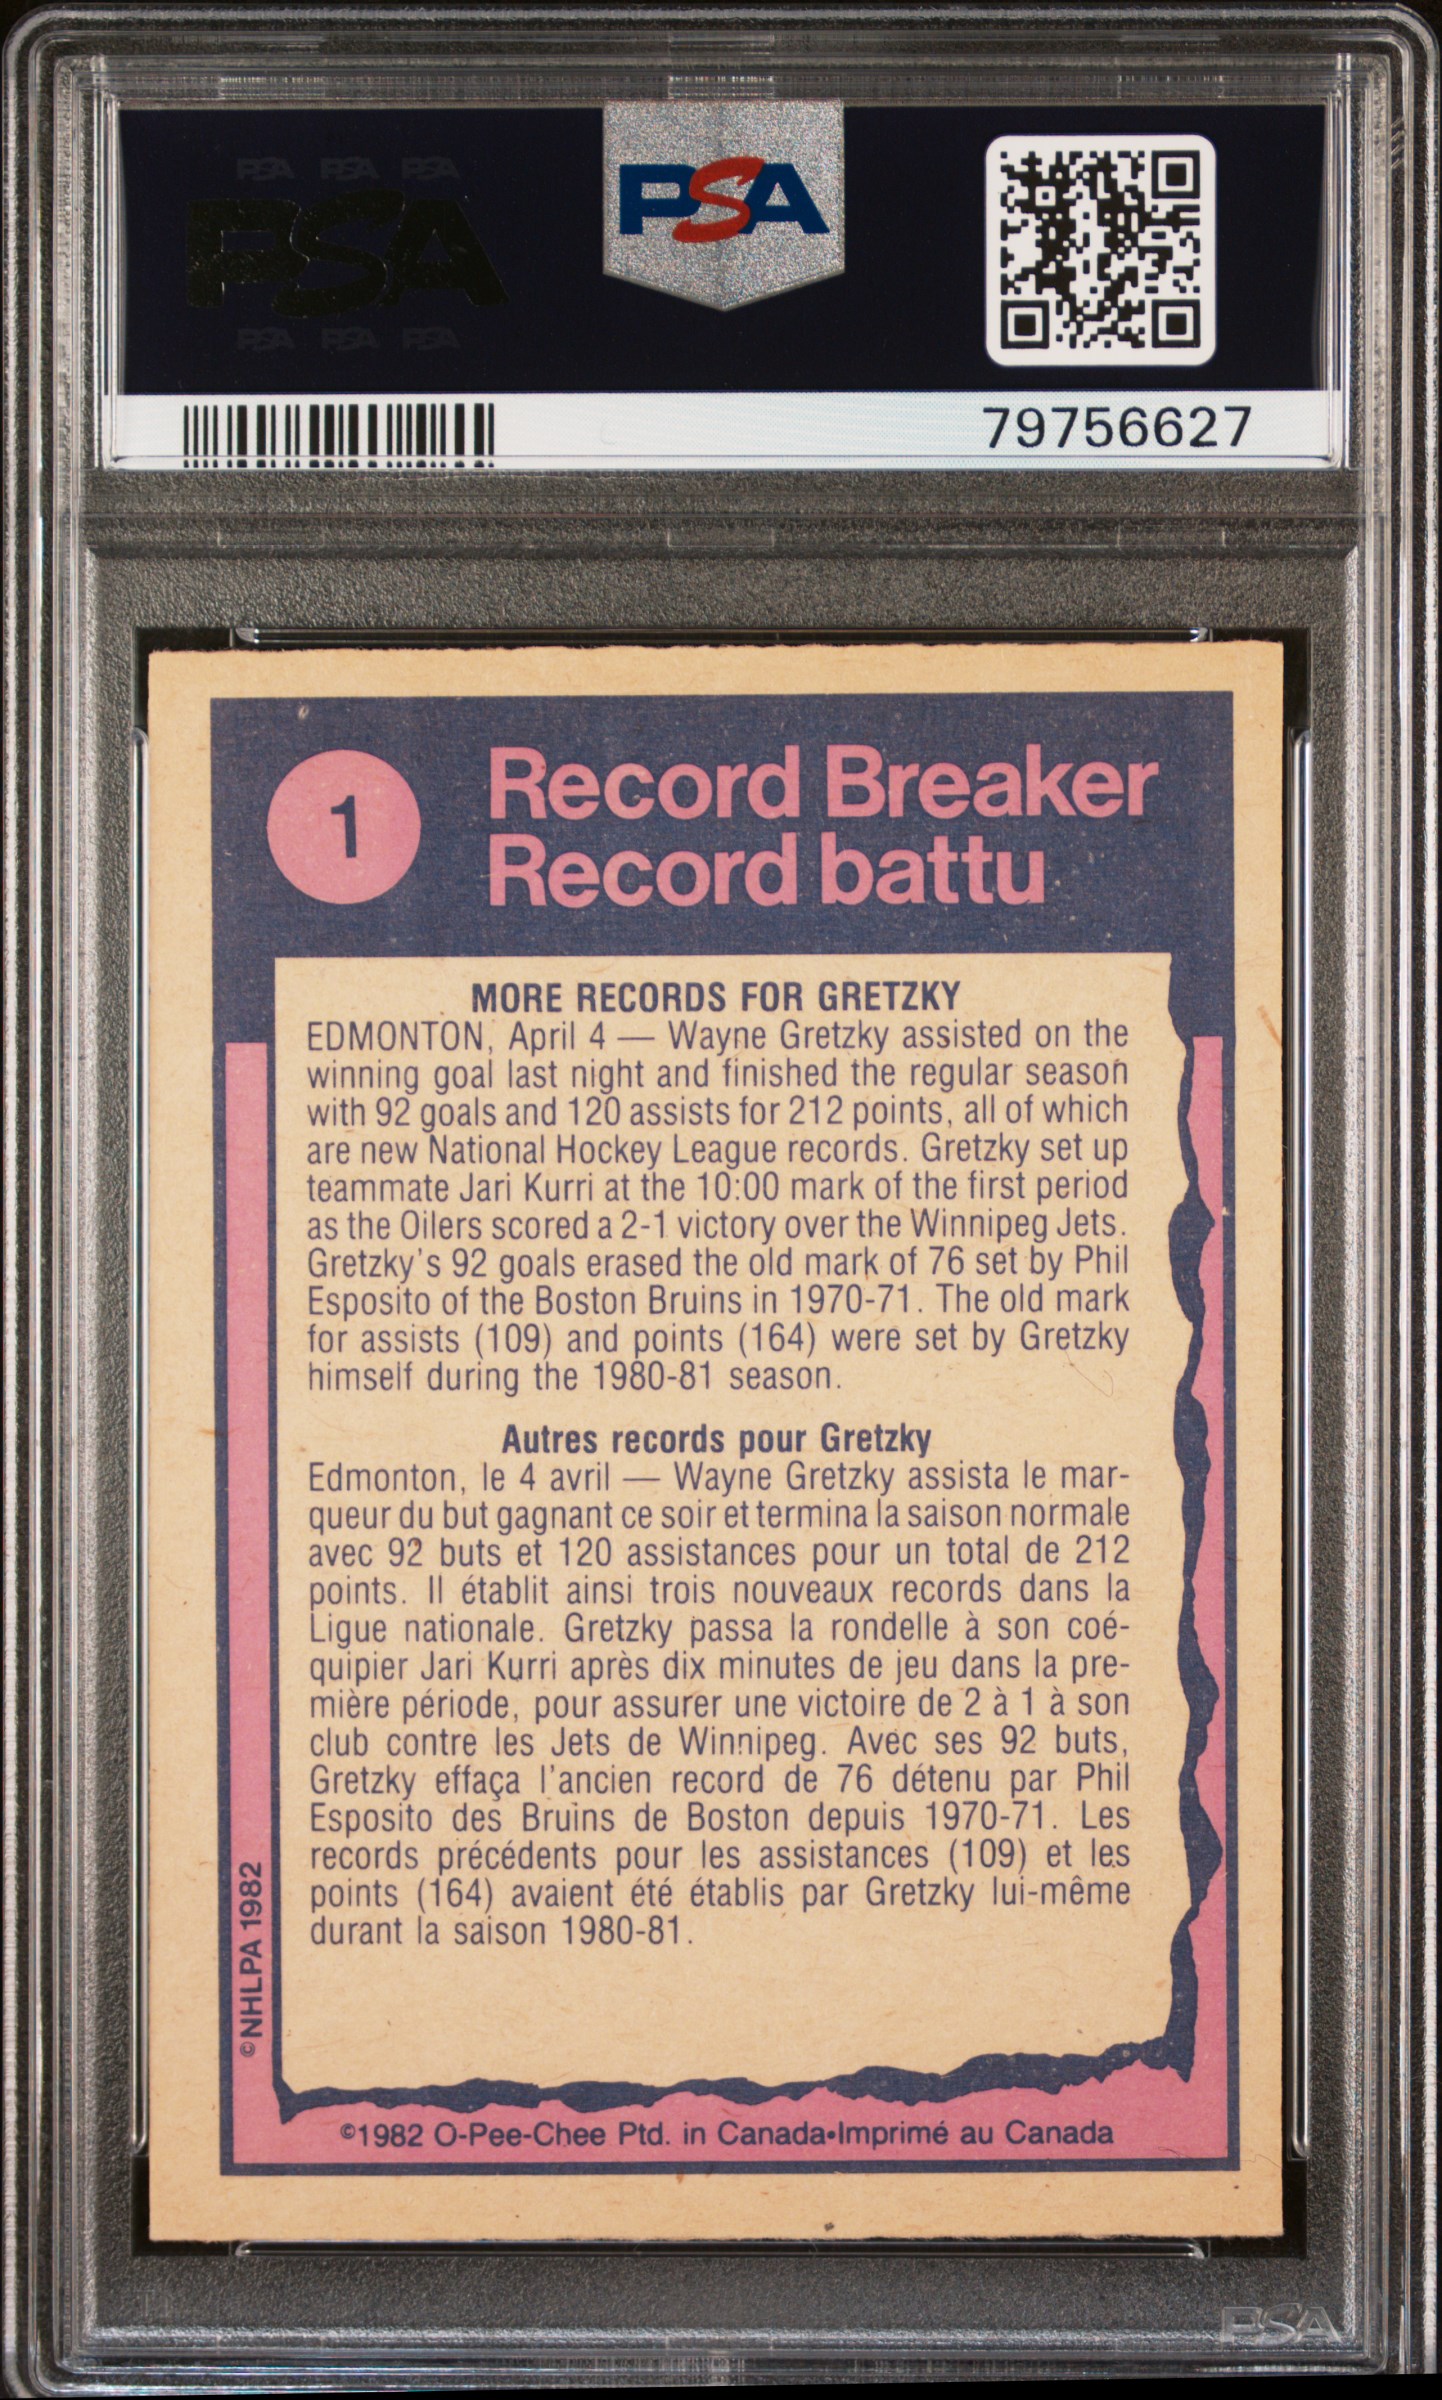 PSA PSA PSA
PSA
PSA PSA PSA
PSA
79756627
1
Record Breaker
Record battu
MORE RECORDS FOR GRETZKY
EDMONTON, April 4 — Wayne Gretzky assisted on the
winning goal last night and finished the regular season
with 92 goals and 120 assists for 212 points, all of which
are new National Hockey League records. Gretzky set up
teammate Jari Kurri at the 10:00 mark of the first period
as the Oilers scored a 2-1 victory over the Winnipeg Jets.
Gretzky's 92 goals erased the old mark of 76 set by Phil
Esposito of the Boston Bruins in 1970-71. The old mark
for assists (109) and points (164) were set by Gretzky
himself during the 1980-81 season.
Autres records pour Gretzky
Edmonton, le 4 avril — Wayne Gretzky assista le mar-
queur du but gagnant ce soir et termina la saison normale
avec 92 buts et 120 assistances pour un total de 212
points. Il établit ainsi trois nouveaux records dans la
Ligue nationale. Gretzky passa la rondelle à son coé-
quipier Jari Kurri après dix minutes de jeu dans la pre-
mière période, pour assurer une victoire de 2 à 1 à son
club contre les Jets de Winnipeg. Avec ses 92 buts,
Gretzky effaça l'ancien record de 76 détenu par Phil
Esposito des Bruins de Boston depuis 1970-71. Les
records précédents pour les assistances (109) et les
points (164) avaient été établis par Gretzky lui-même
durant la saison 1980-81.
©NHLPA 1982
©1982 O-Pee-Chee Ptd. in Canada•Imprimé au Canada
PSA